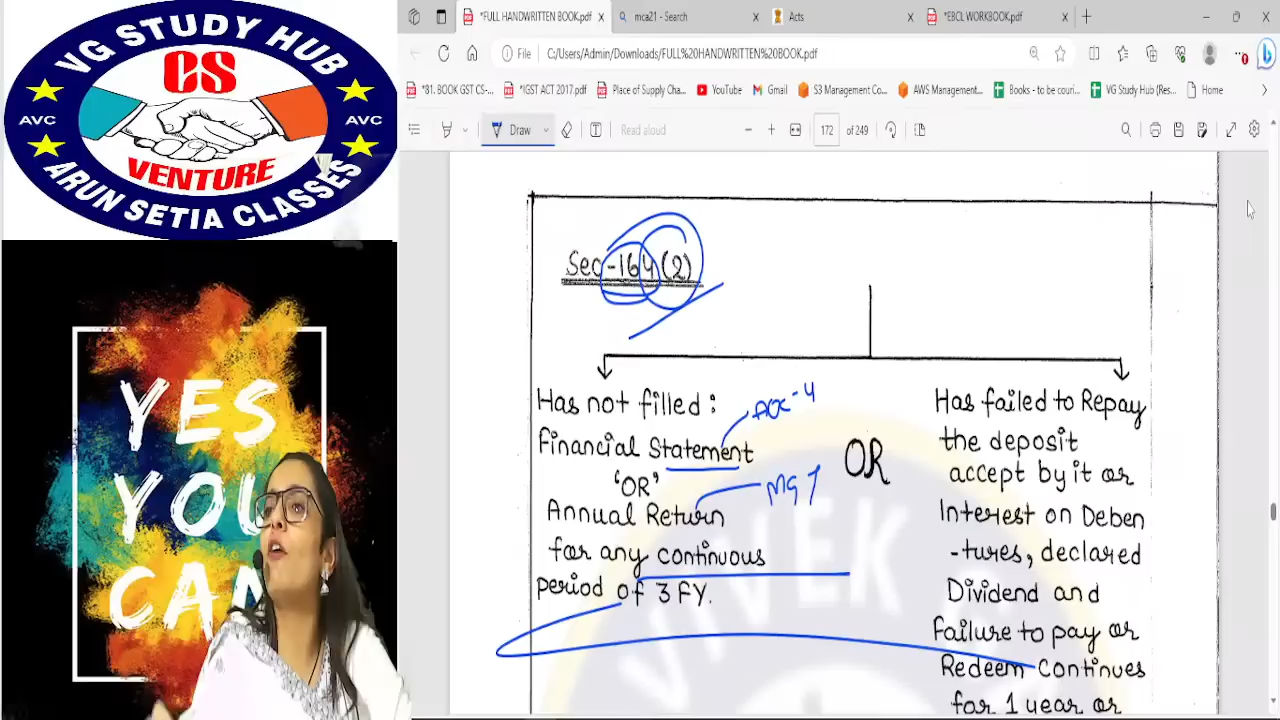 VG STUDY HUB
CS
AVC
AVC
VENTURE
ARUN SETIA CLASSES
YES
YOU
CAN
*FULL HANDWRITTEN BOOK.pdf
mca21 - Search
Acts
*EBCL WORKBOOK.pdf
File
C:/Users/Admin/Downloads/FULL%20HANDWRITTEN%20BOOK.pdf
*81. BOOK GST CS-...
*IGST ACT 2017.pdf
Place of Supply Cha...
YouTube
Gmail
S3 Management Co...
AWS Management...
Books - to be couri...
VG Study Hub (Res...
Home
Draw
Read aloud
172
of 249
Sec-164(2)
Has not filled:
Financial Statement
AOC-4
'OR'
Annual Return
MG7
for any continuous
period of 3 FY.
OR
Has failed to Repay
the deposit
accept by it or
Interest on Deben
-tures, declared
Dividend and
Failure to pay or
Redeem Continues
for 1 year or
VIVEK